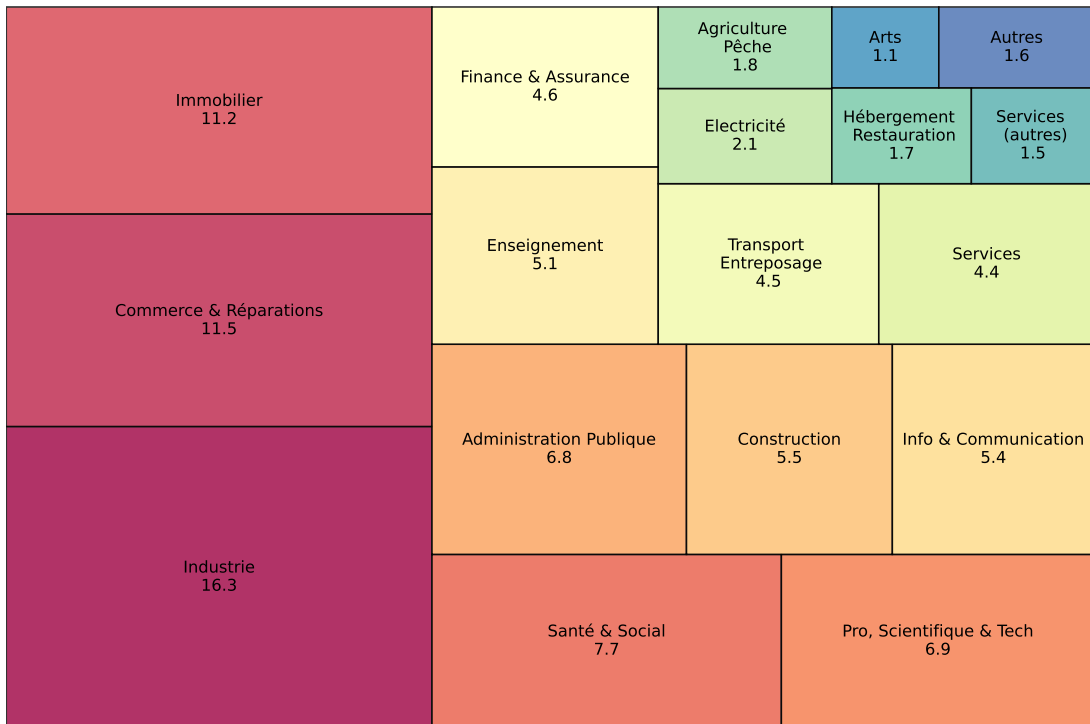 Immobilier
11.2
Commerce & Réparations
11.5
Industrie
16.3
Finance & Assurance
4.6
Enseignement
5.1
Agriculture
Pêche
1.8
Electricité
2.1
Arts
1.1
Autres
1.6
Hébergement
Restauration
1.7
Services
(autres)
1.5
Transport
Entreposage
4.5
Services
4.4
Administration Publique
6.8
Construction
5.5
Info & Communication
5.4
Santé & Social
7.7
Pro, Scientifique & Tech
6.9